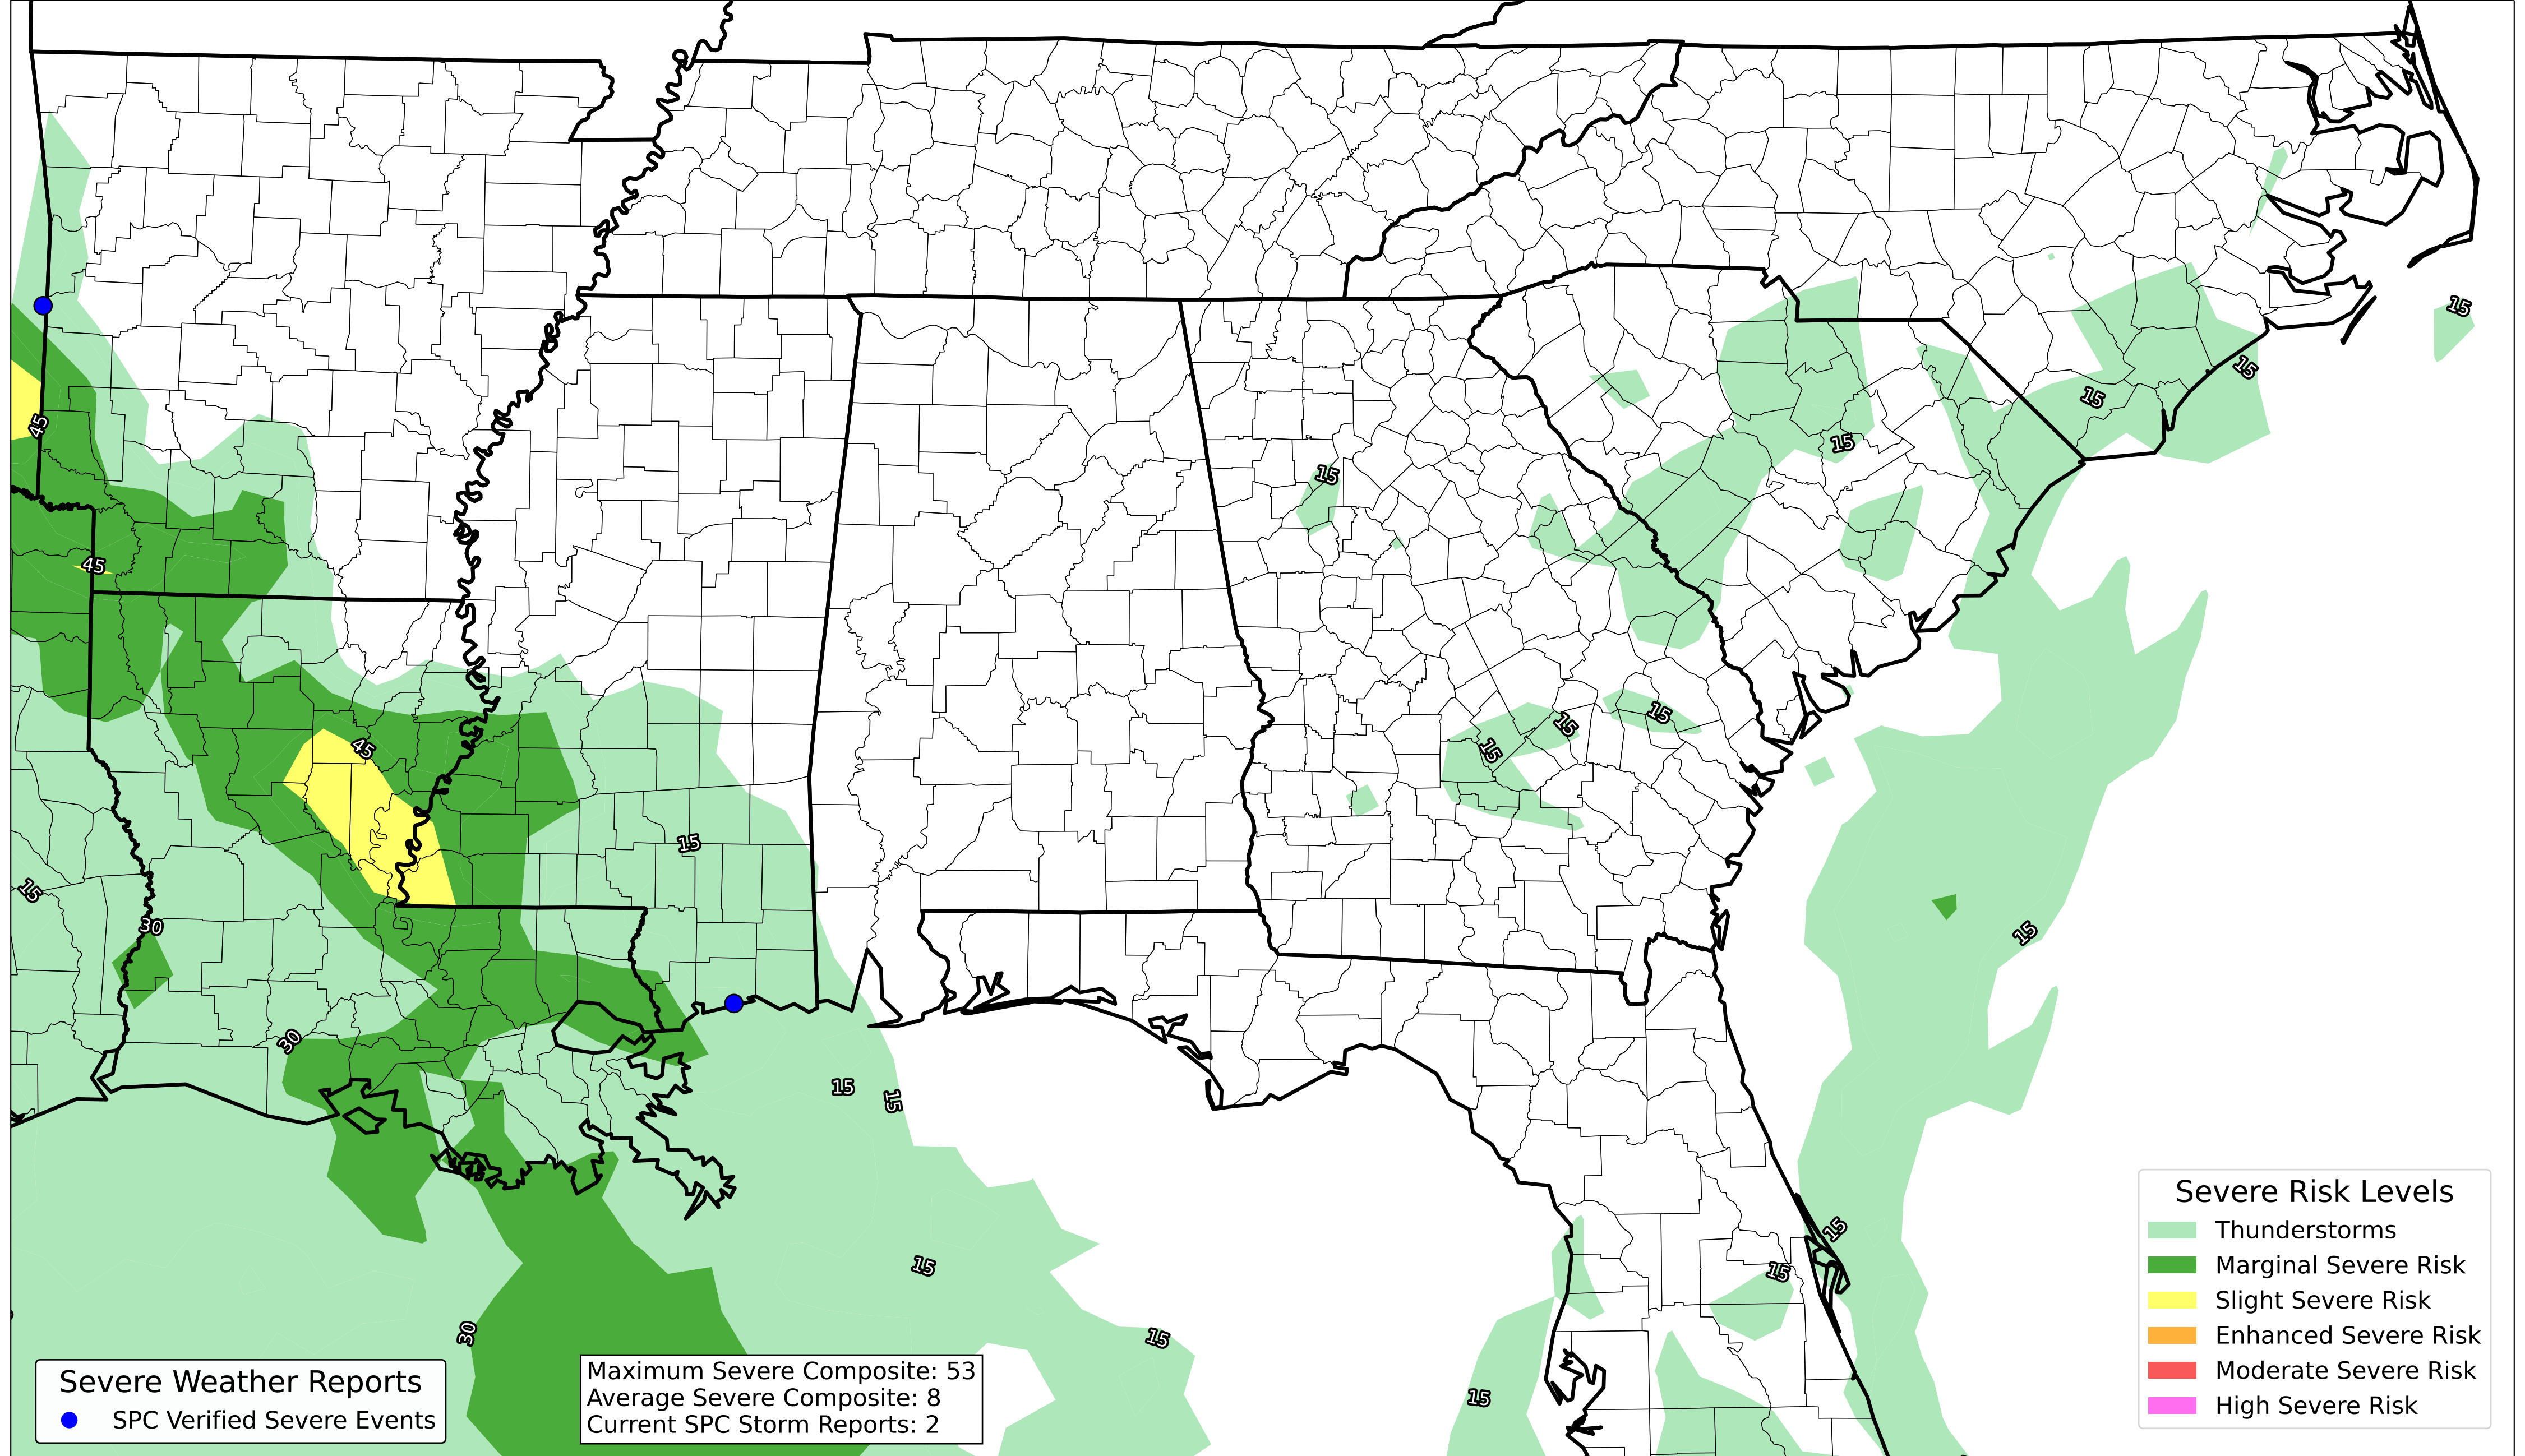 15
15
15
45
15
15
45
15
15
15
45
15
15
30
15
30
15
15
15
15
15
30
15
15
Severe Weather Reports
SPC Verified Severe Events
Maximum Severe Composite: 53
Average Severe Composite: 8
Current SPC Storm Reports: 2
Severe Risk Levels
Thunderstorms
Marginal Severe Risk
Slight Severe Risk
Enhanced Severe Risk
Moderate Severe Risk
High Severe Risk